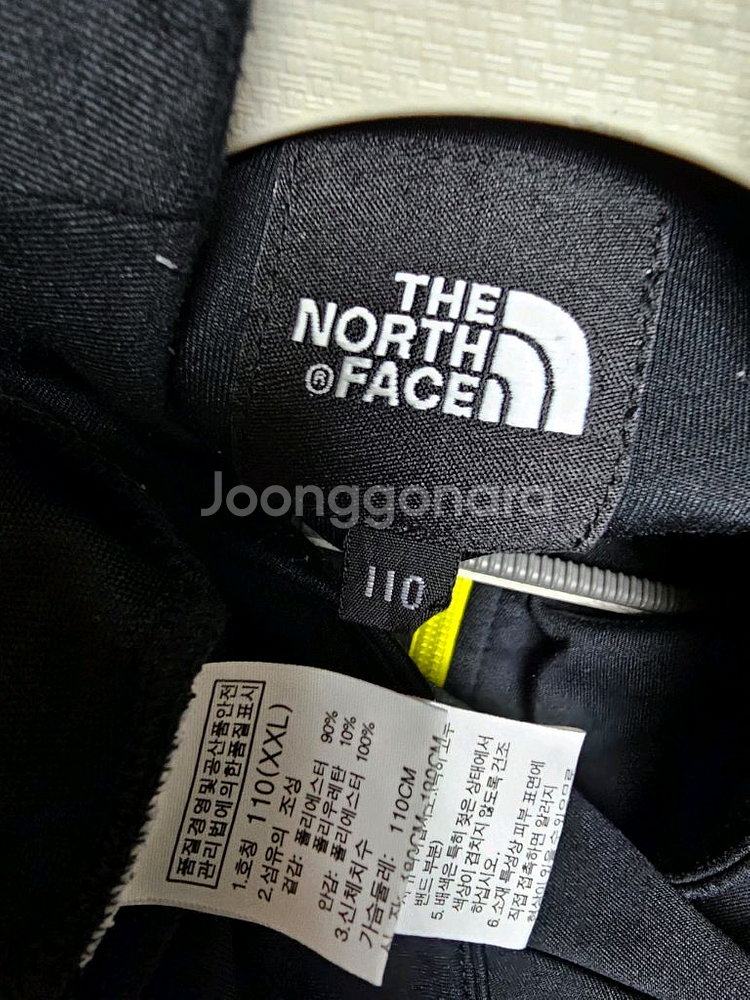 THE
NORTH
®FACE
Joonggonara
110
품질경영및공산품안전
관리법에의한품질표시
1.호칭 110(XXL)
2.섬유의 조성
겉감: 폴리에스터 90%
폴리우레탄 10%
안감: 폴리에스터 100%
3.신체치수
가슴둘레: 110CM
밴드부분)
5.배색은특히 젖은 상태에서
색상이 겹치지 않도록 건조
하십시오.
6.소재 특성상 피부 표면에
직접 접촉하면 알러지